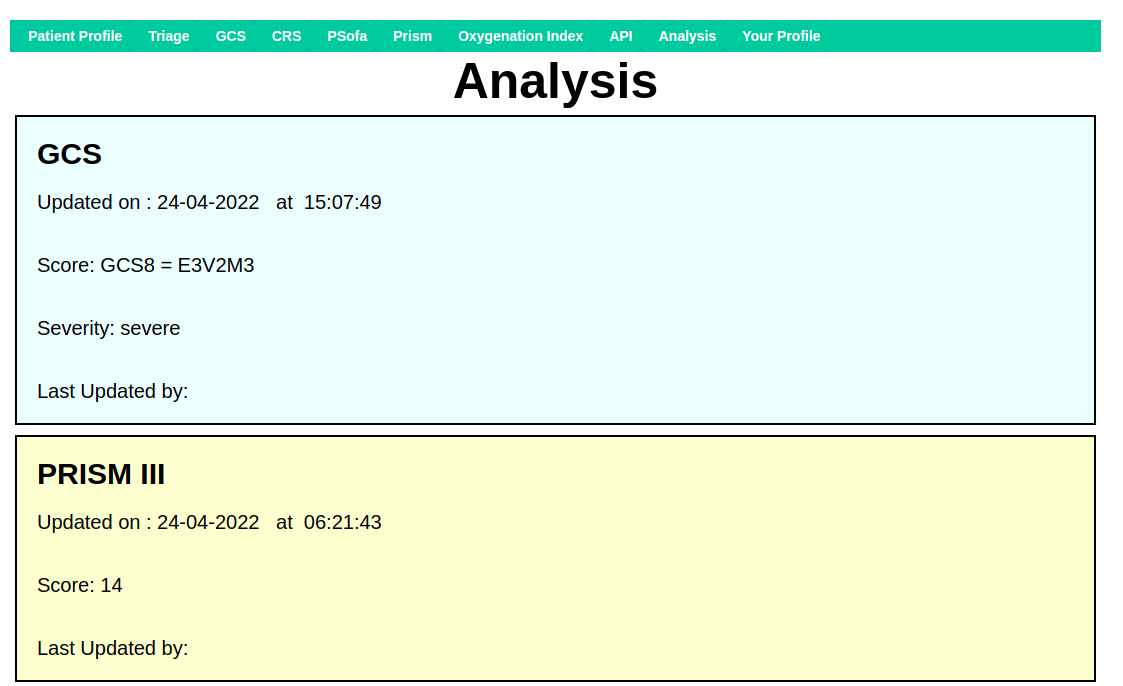 Patient Profile Triage GCS CRS PSofa Prism Oxygenation Index API Analysis Your Profile
Analysis
GCS
Updated on : 24-04-2022 at 15:07:49
Score: GCS8 = E3V2M3
Severity: severe
Last Updated by:
PRISM III
Updated on : 24-04-2022 at 06:21:43
Score: 14
Last Updated by: